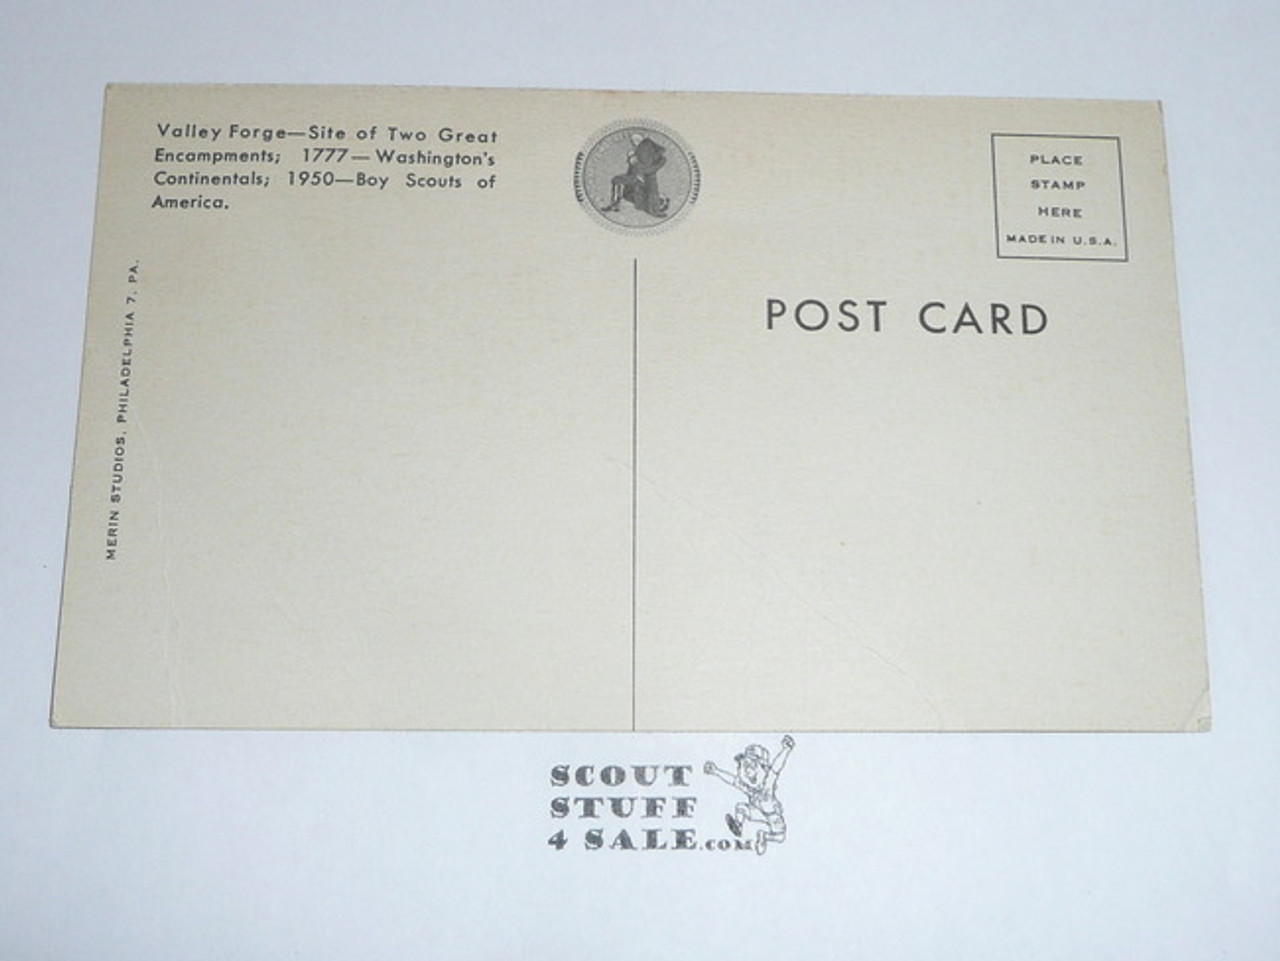 Valley Forge—Site of Two Great
Encampments; 1777—Washington's
Continentals; 1950—Boy Scouts of
America.
MERIN STUDIOS, PHILADELPHIA 7, PA.
PLACE
STAMP
HERE
MADE IN U.S.A.
POST CARD
SCOUT
STUFF
4 SALE.COM